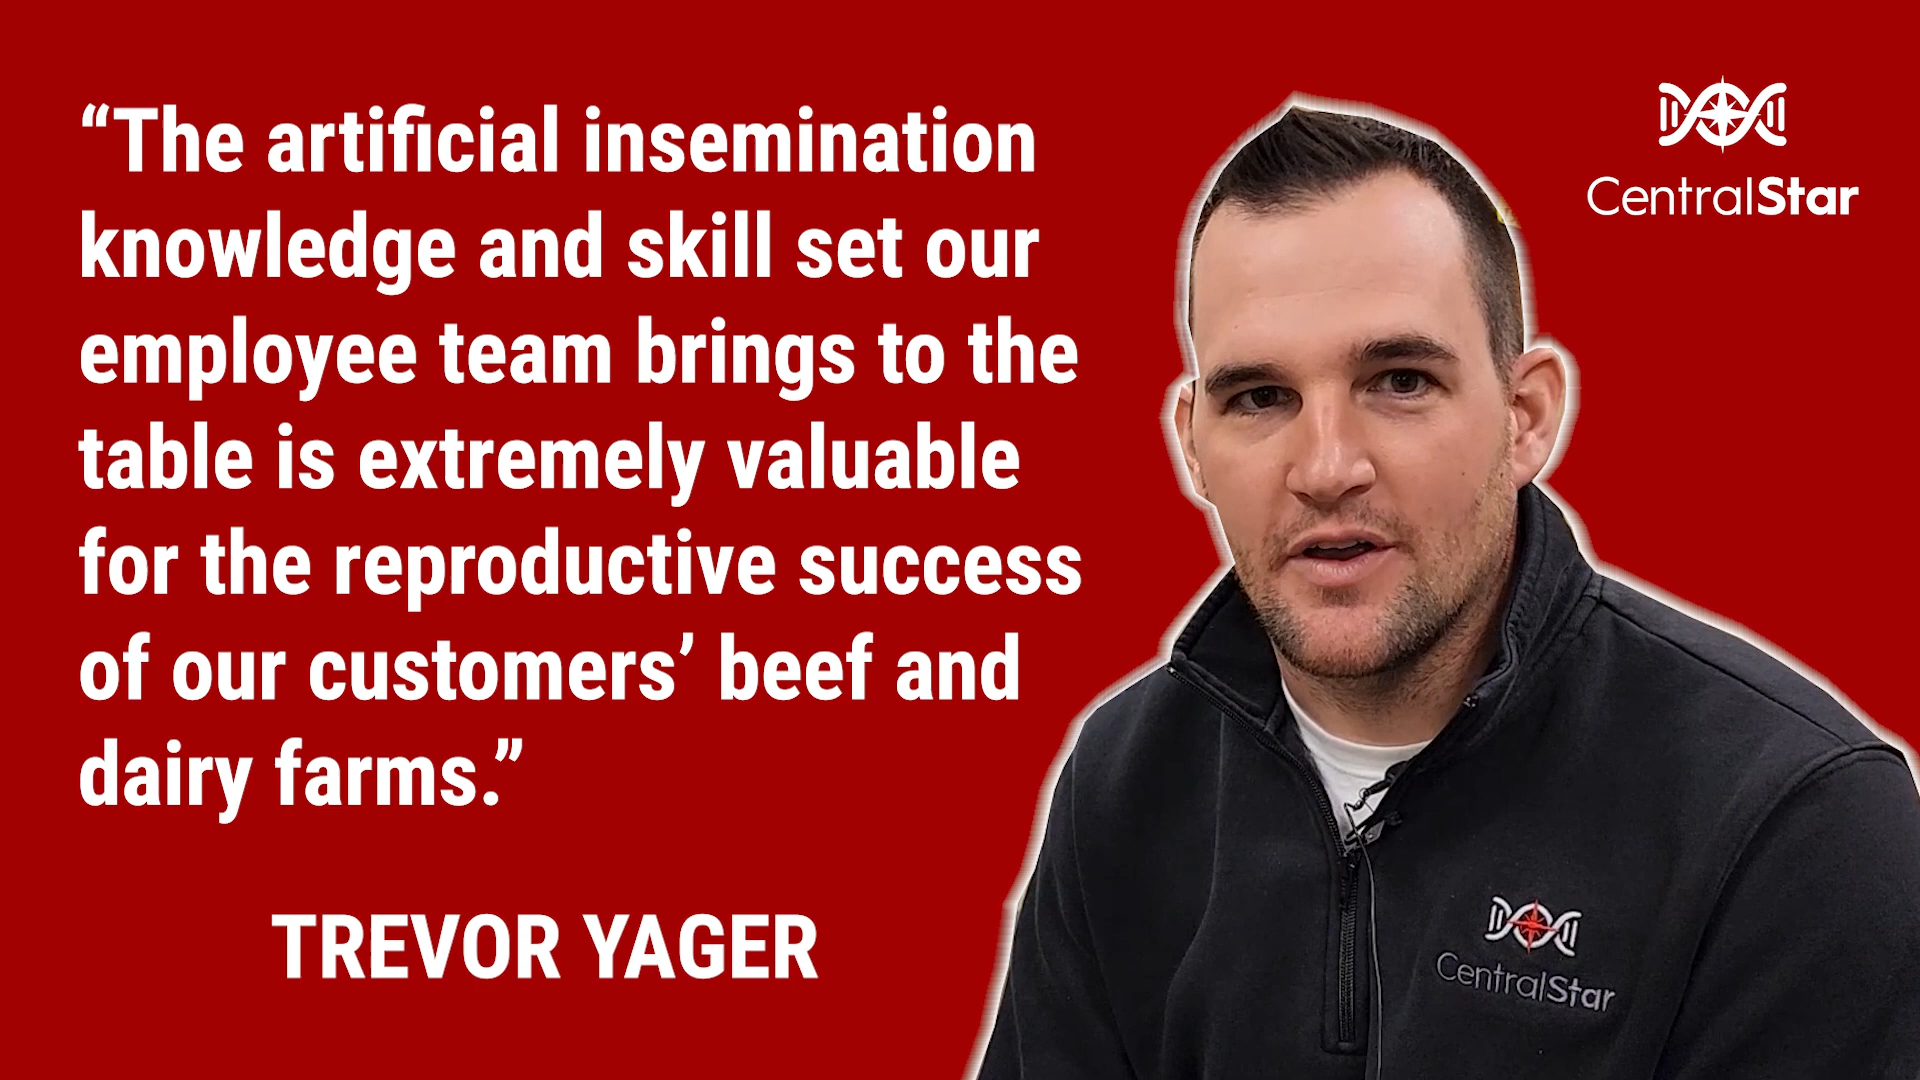 “The artificial insemination
knowledge and skill set our
employee team brings to the
table is extremely valuable
for the reproductive success
of our customers’ beef and
dairy farms.”
TREVOR YAGER
CentralStar
CentralStar